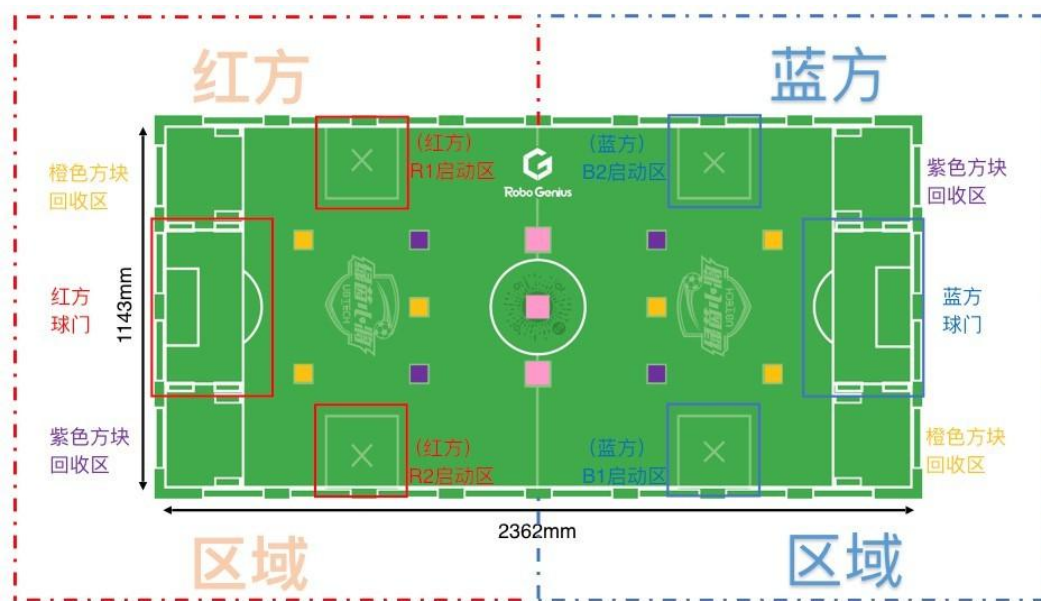 红方
蓝方
(红方)
R1启动区
(蓝方)
B2启动区
橙色方块
回收区
Robo Genius
紫色方块
回收区
红方
球门
1143mm
蓝方
球门
紫色方块
回收区
(红方)
R2启动区
(蓝方)
B1启动区
橙色方块
回收区
2362mm
区域
区域